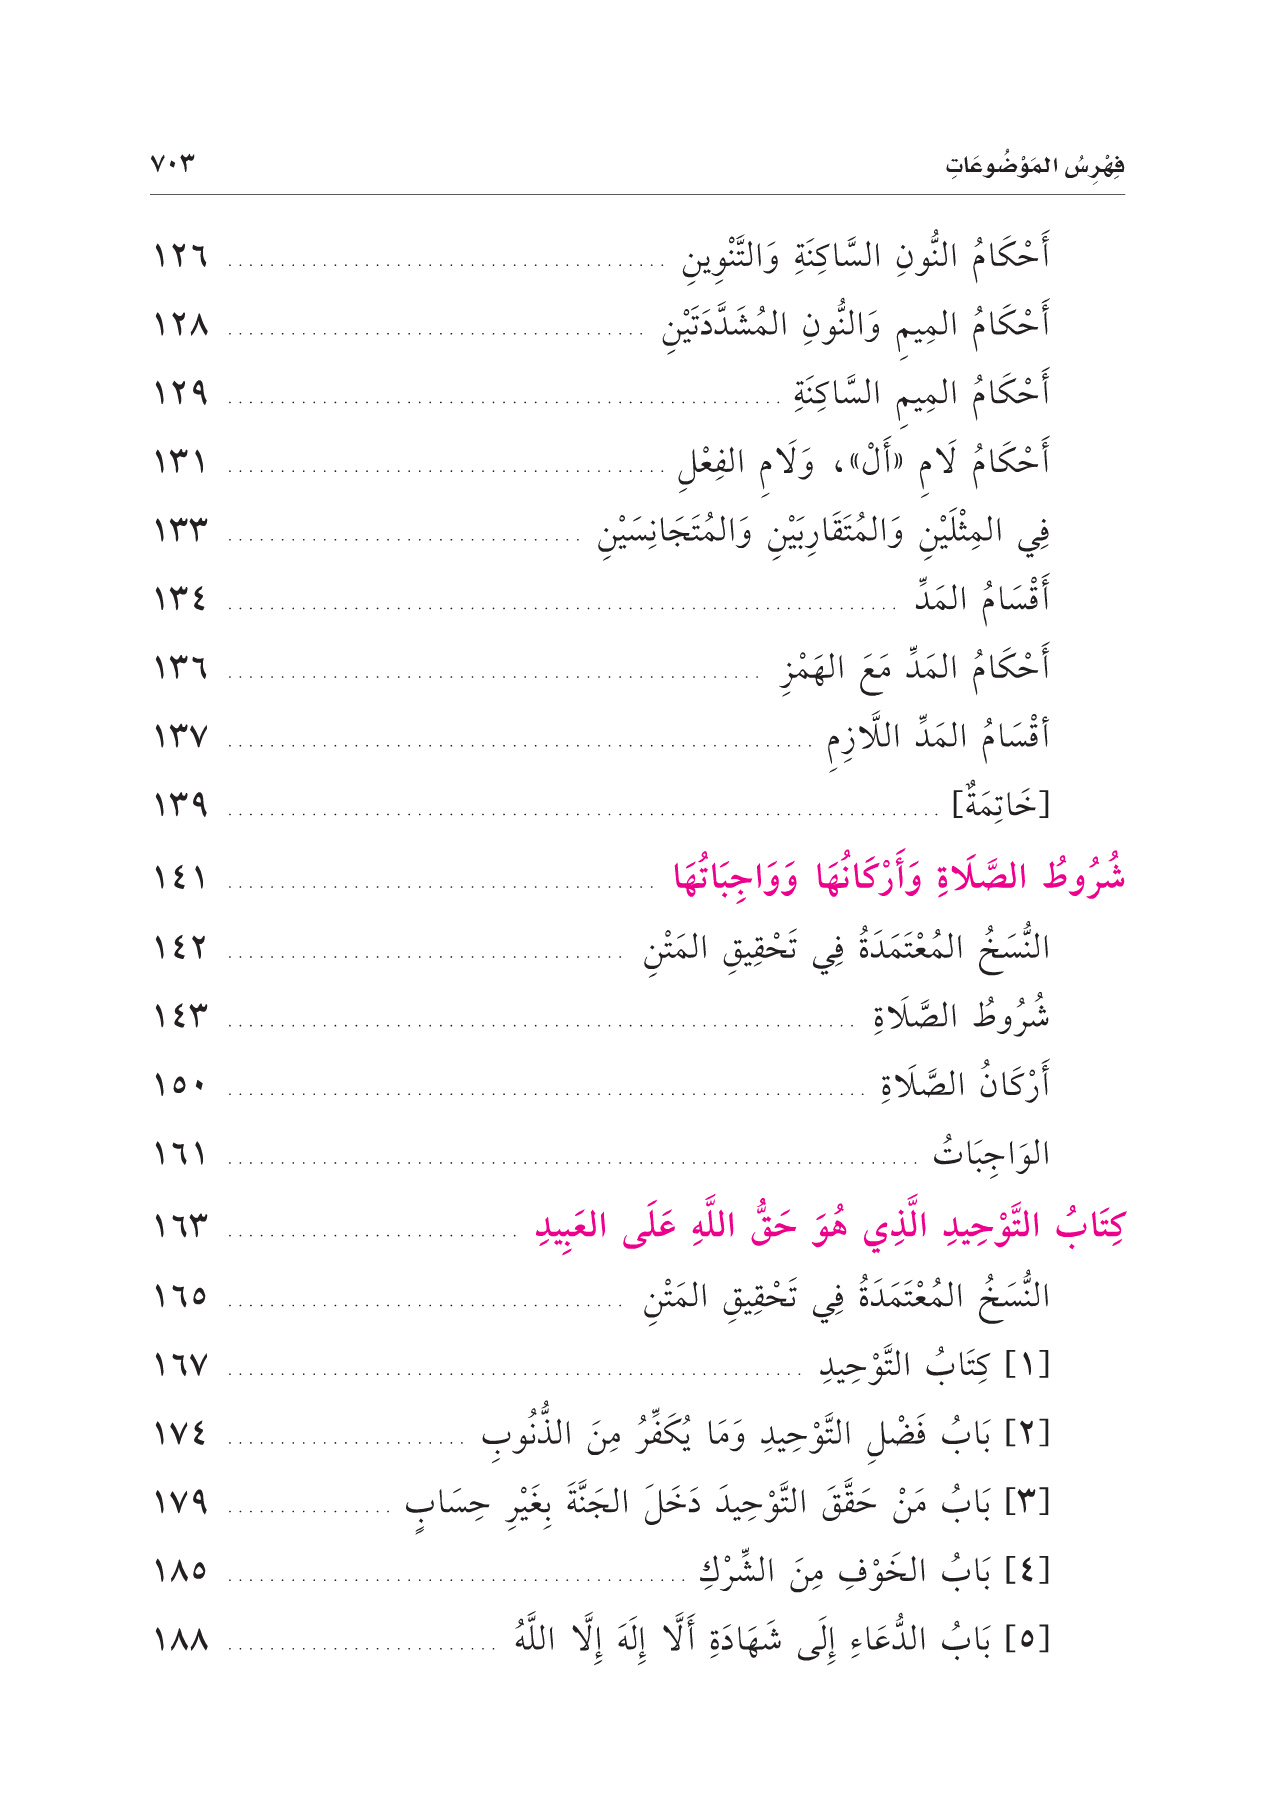 فِهْرِسُ المَوْضُوعَاتِ ٧٠٣
أَحْكَامُ النُّونِ السَّاكِنَةِ وَالتَّنْوِينِ ........ ١٢٦
أَحْكَامُ المِيمِ وَالنُّونِ المُشَدَّدَتَيْنِ ........ ١٢٨
أَحْكَامُ المِيمِ السَّاكِنَةِ ........ ١٢٩
أَحْكَامُ لَامِ «أَلْ»، وَلَامِ الفِعْلِ ........ ١٣١
فِي المِثْلَيْنِ وَالمُتَقَارِبَيْنِ وَالمُتَجَانِسَيْنِ ........ ١٣٣
أَقْسَامُ المَدِّ ........ ١٣٤
أَحْكَامُ المَدِّ مَعَ الهَمْزِ ........ ١٣٦
أقْسَامُ المَدِّ اللَّازِمِ ........ ١٣٧
[خَاتِمَةٌ] ........ ١٣٩
شُرُوطُ الصَّلَاةِ وَأَرْكَانُهَا وَوَاجِبَاتُهَا ........ ١٤١
النُّسَخُ المُعْتَمَدَةُ فِي تَحْقِيقِ المَتْنِ ........ ١٤٢
شُرُوطُ الصَّلَاةِ ........ ١٤٣
أَرْكَانُ الصَّلَاةِ ........ ١٥٠
الوَاجِبَاتُ ........ ١٦١
كِتَابُ التَّوْحِيدِ الَّذِي هُوَ حَقُّ اللَّهِ عَلَى العَبِيدِ ........ ١٦٣
النُّسَخُ المُعْتَمَدَةُ فِي تَحْقِيقِ المَتْنِ ........ ١٦٥
[١] كِتَابُ التَّوْحِيدِ ........ ١٦٧
[٢] بَابُ فَضْلِ التَّوْحِيدِ وَمَا يُكَفِّرُ مِنَ الذُّنُوبِ ........ ١٧٤
[٣] بَابُ مَنْ حَقَّقَ التَّوْحِيدَ دَخَلَ الجَنَّةَ بِغَيْرِ حِسَابٍ ........ ١٧٩
[٤] بَابُ الخَوْفِ مِنَ الشِّرْكِ ........ ١٨٥
[٥] بَابُ الدُّعَاءِ إِلَى شَهَادَةِ أَلَّا إِلَهَ إِلَّا اللَّهُ ........ ١٨٨